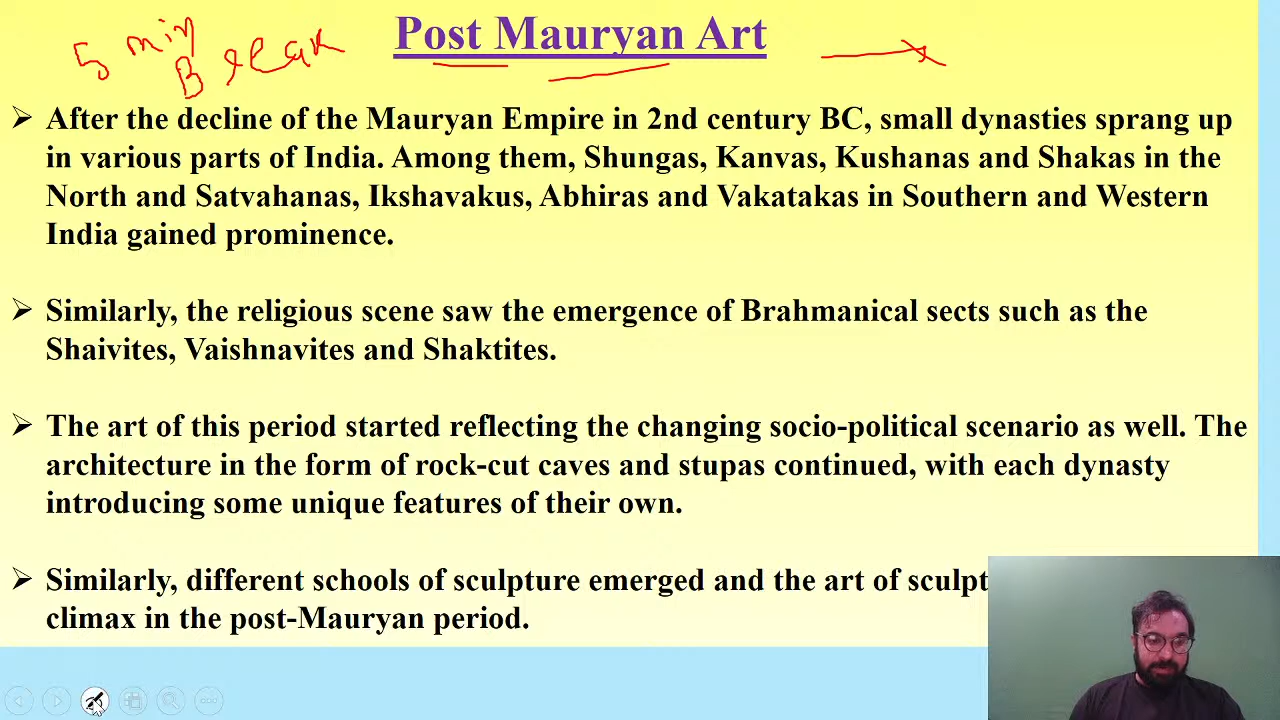 5 min
Break
Post Mauryan Art
➢ After the decline of the Mauryan Empire in 2nd century BC, small dynasties sprang up
in various parts of India. Among them, Shungas, Kanvas, Kushanas and Shakas in the
North and Satvahanas, Ikshavakus, Abhiras and Vakatakas in Southern and Western
India gained prominence.
➢ Similarly, the religious scene saw the emergence of Brahmanical sects such as the
Shaivites, Vaishnavites and Shaktites.
➢ The art of this period started reflecting the changing socio-political scenario as well. The
architecture in the form of rock-cut caves and stupas continued, with each dynasty
introducing some unique features of their own.
➢ Similarly, different schools of sculpture emerged and the art of sculpt
climax in the post-Mauryan period.